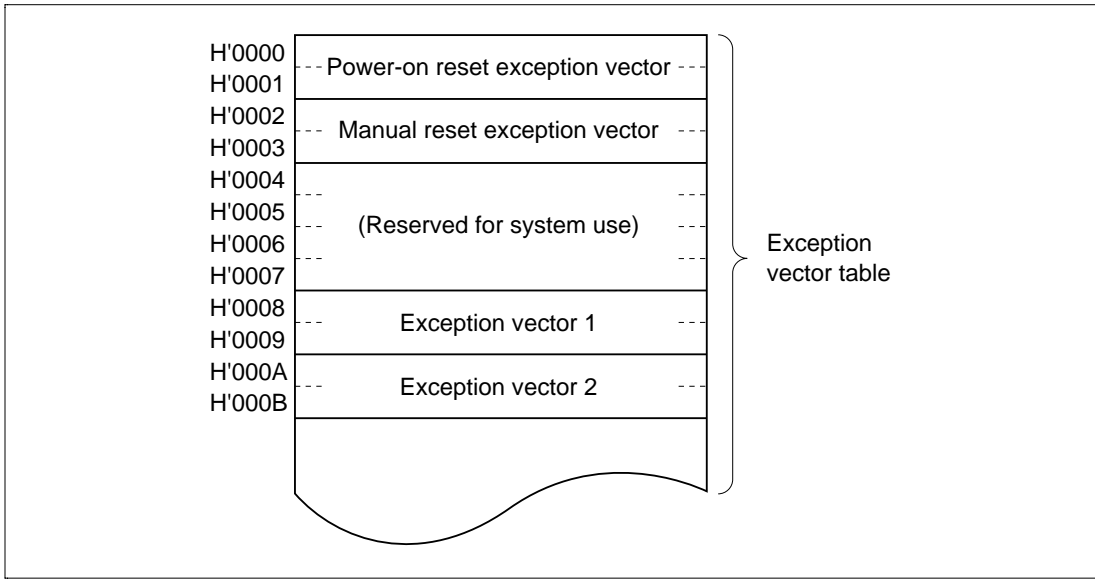 H'0000
Power-on reset exception vector
H'0001
H'0002
Manual reset exception vector
H'0003
H'0004
H'0005
(Reserved for system use)
H'0006
H'0007
H'0008
Exception vector 1
H'0009
H'000A
Exception vector 2
H'000B
Exception
vector table